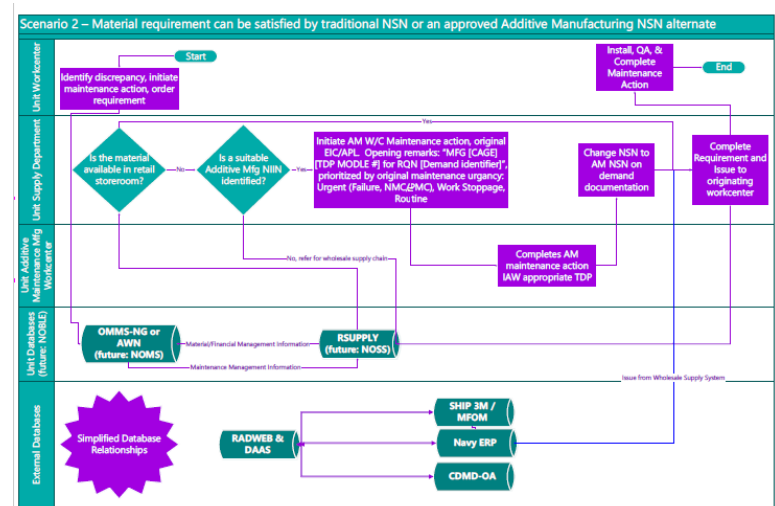 Scenario 2 – Material requirement can be satisfied by traditional NSN or an approved Additive Manufacturing NSN alternate
Unit Workcenter
Start
Identify discrepancy, initiate
maintenance action, order
requirement
Install, QA, &
Complete
Maintenance
Action
End
Unit Supply Department
Yes
Is the material
available in retail
storeroom?
No
Is a suitable
Additive Mfg NIIN
identified?
Yes
Initiate AM W/C Maintenance action, original
EIC/APL. Opening remarks: "MFG [CAGE]
[TDP MODLE #] for RQN [Demand identifier]",
prioritized by original maintenance urgency:
Urgent (Failure, NMC/PMC), Work Stoppage,
Routine
Change NSN to
AM NSN on
demand
documentation
Complete
Requirement and
Issue to
originating
workcenter
Unit Additive
Maintenance Mfg
Workcenter
No, refer for wholesale supply chain
Completes AM
maintenance action
IAW appropriate TDP
Unit Databases
(future: NOBLE)
OMMS-NG or
AWN
(future: NOMS)
Material/Financial Management Information
Maintenance Management Information
RSUPPLY
(future: NOSS)
Issue from Wholesale Supply System
External Databases
Simplified Database
Relationships
RADWEB &
DAAS
SHIP 3M /
MFOM
Navy ERP
CDMD-OA